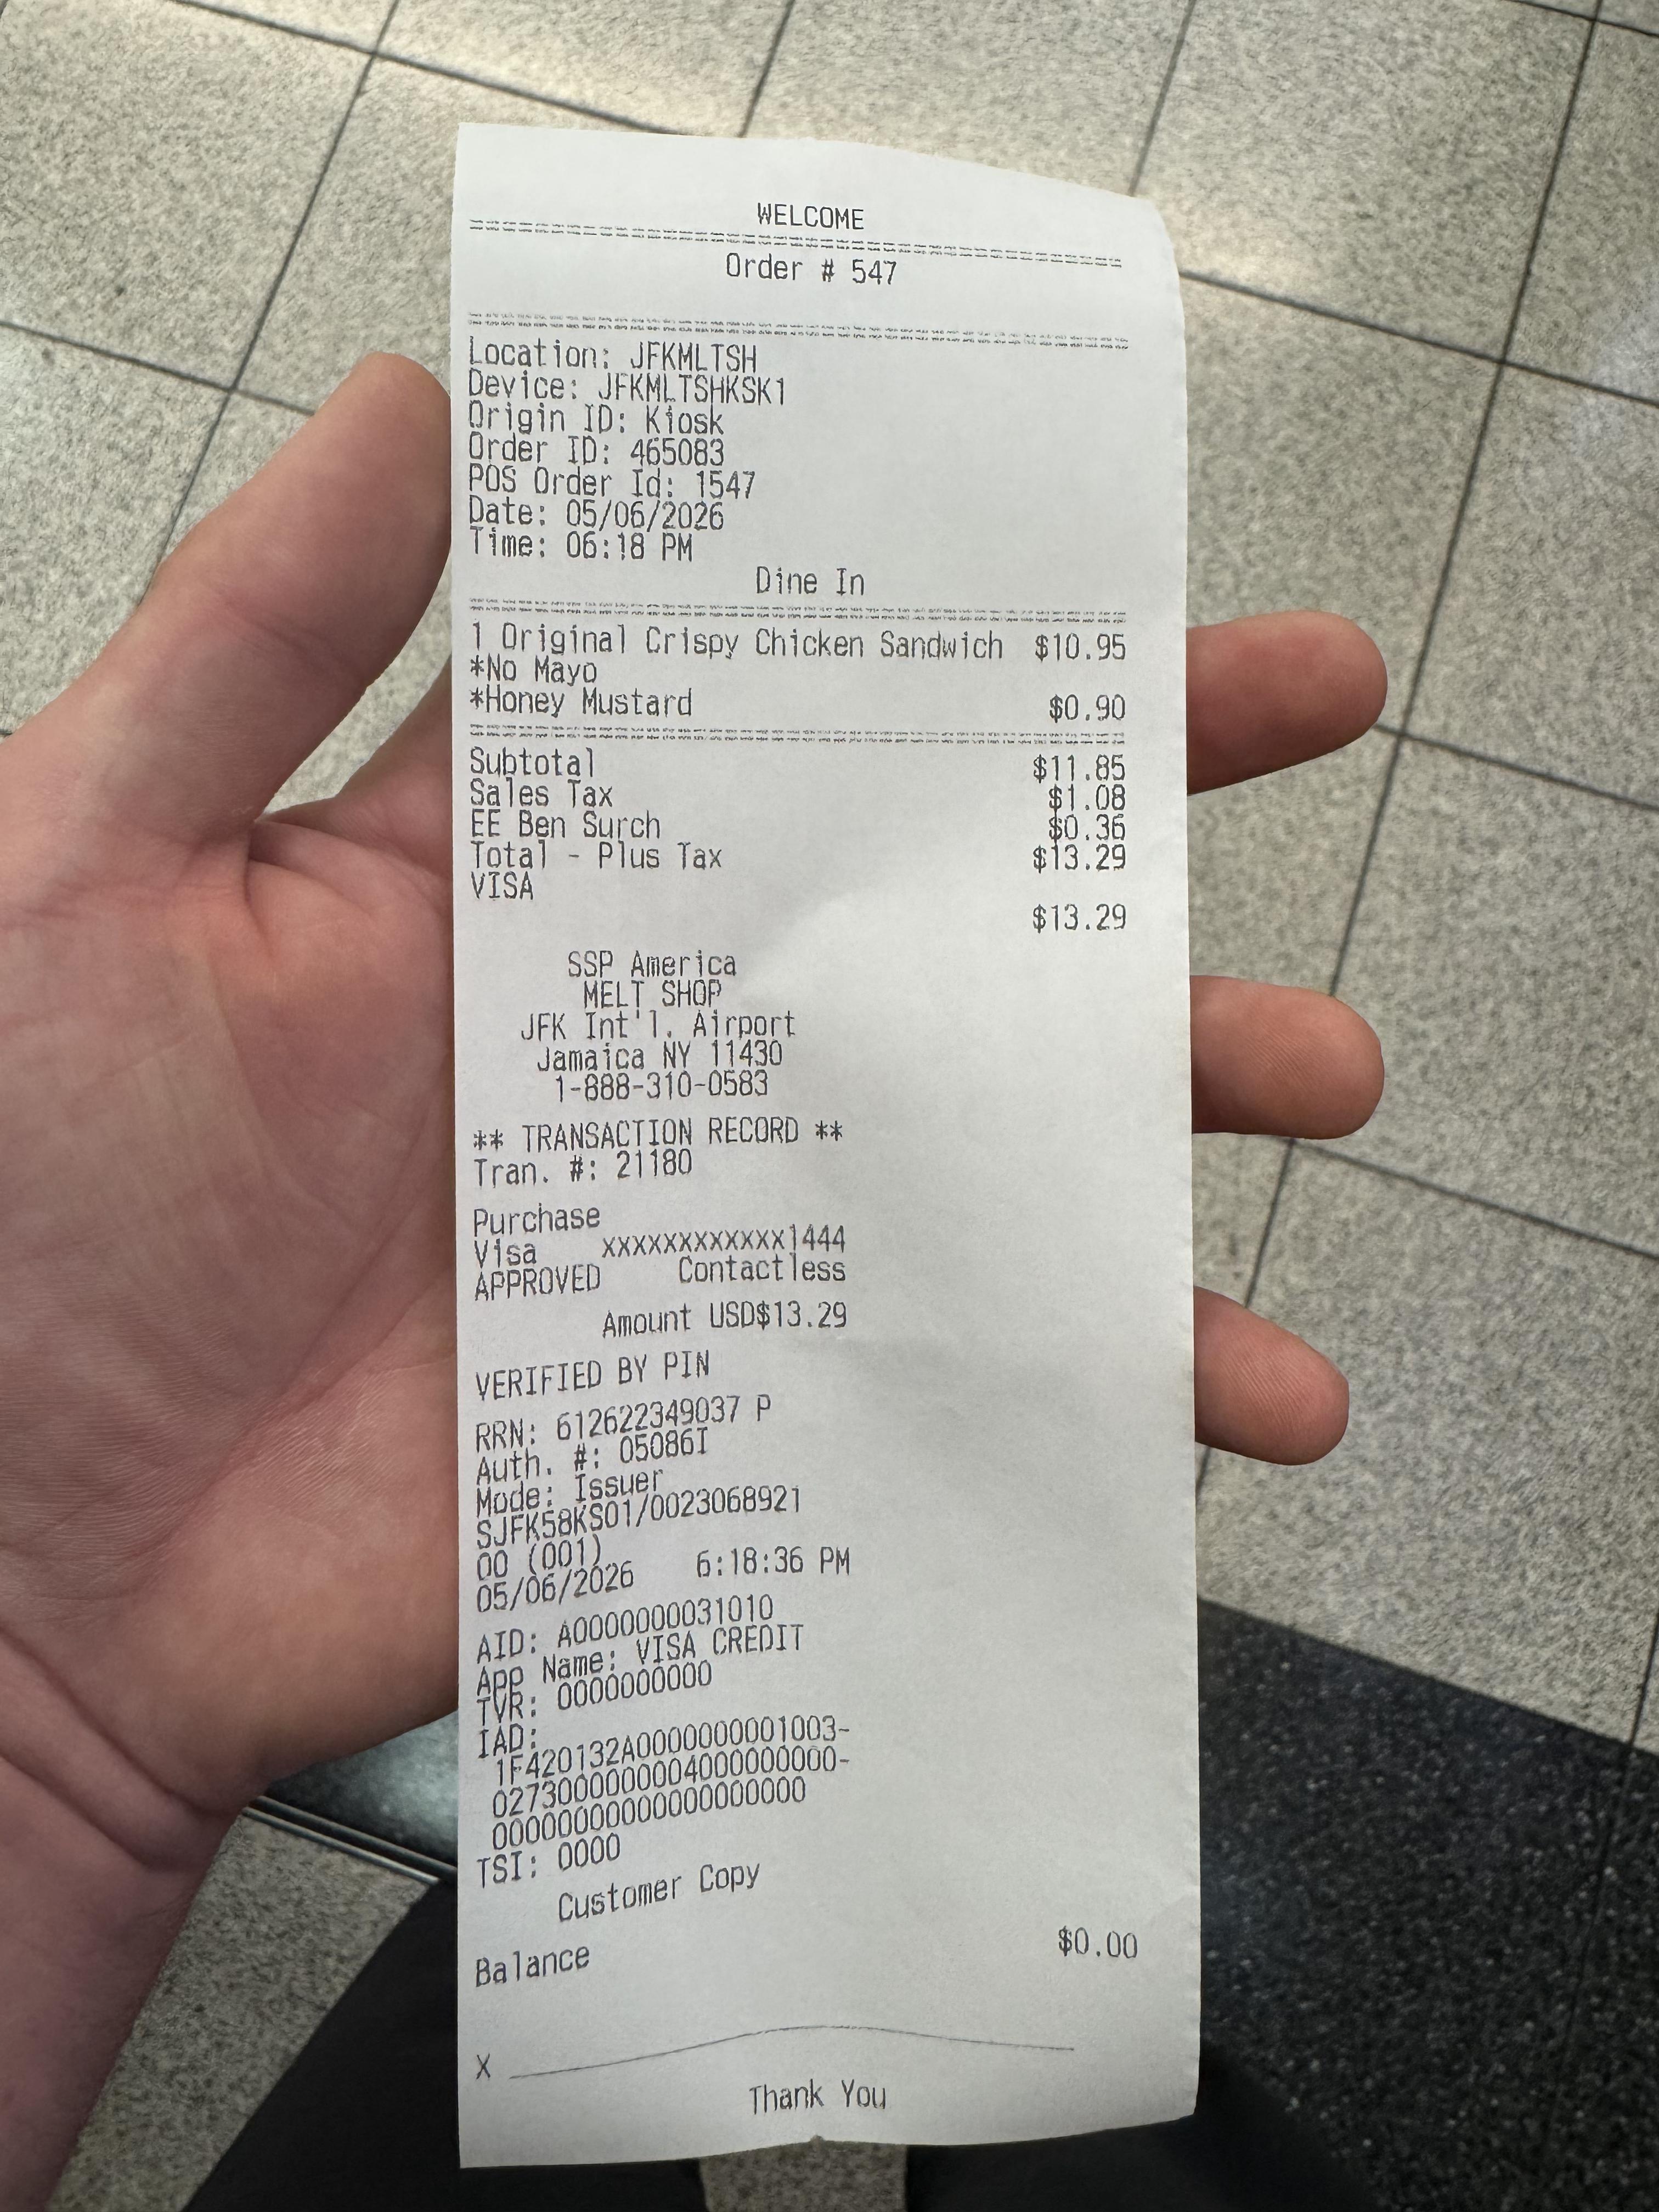 WELCOME
Order # 547
Location: JFKMLTSH
Device: JFKMLTSHKSK1
Origin ID: Kiosk
Order ID: 465083
POS Order Id: 1547
Date: 05/06/2026
Time: 06:18 PM
Dine In
1 Original Crispy Chicken Sandwich $10.95
*No Mayo
*Honey Mustard $0.90
Subtotal $11.85
Sales Tax $1.08
EE Ben Surch $0.36
Total - Plus Tax $13.29
VISA
$13.29
SSP America
MELT SHOP
JFK Int'l. Airport
Jamaica NY 11430
1-888-310-0583
** TRANSACTION RECORD **
Tran. #: 21180
Purchase
Visa XXXXXXXXXXXX1444
APPROVED Contactless
Amount USD$13.29
VERIFIED BY PIN
RRN: 612622349037 P
Auth. #: 05086I
Mode: Issuer
SJFK58KS01/0023068921
00 (001)
05/06/2026 6:18:36 PM
AID: A0000000031010
App Name: VISA CREDIT
TVR: 0000000000
IAD:
1F420132A0000000001003-
02730000000004000000000-
00000000000000000000
TSI: 0000
Customer Copy
Balance $0.00
X
Thank You